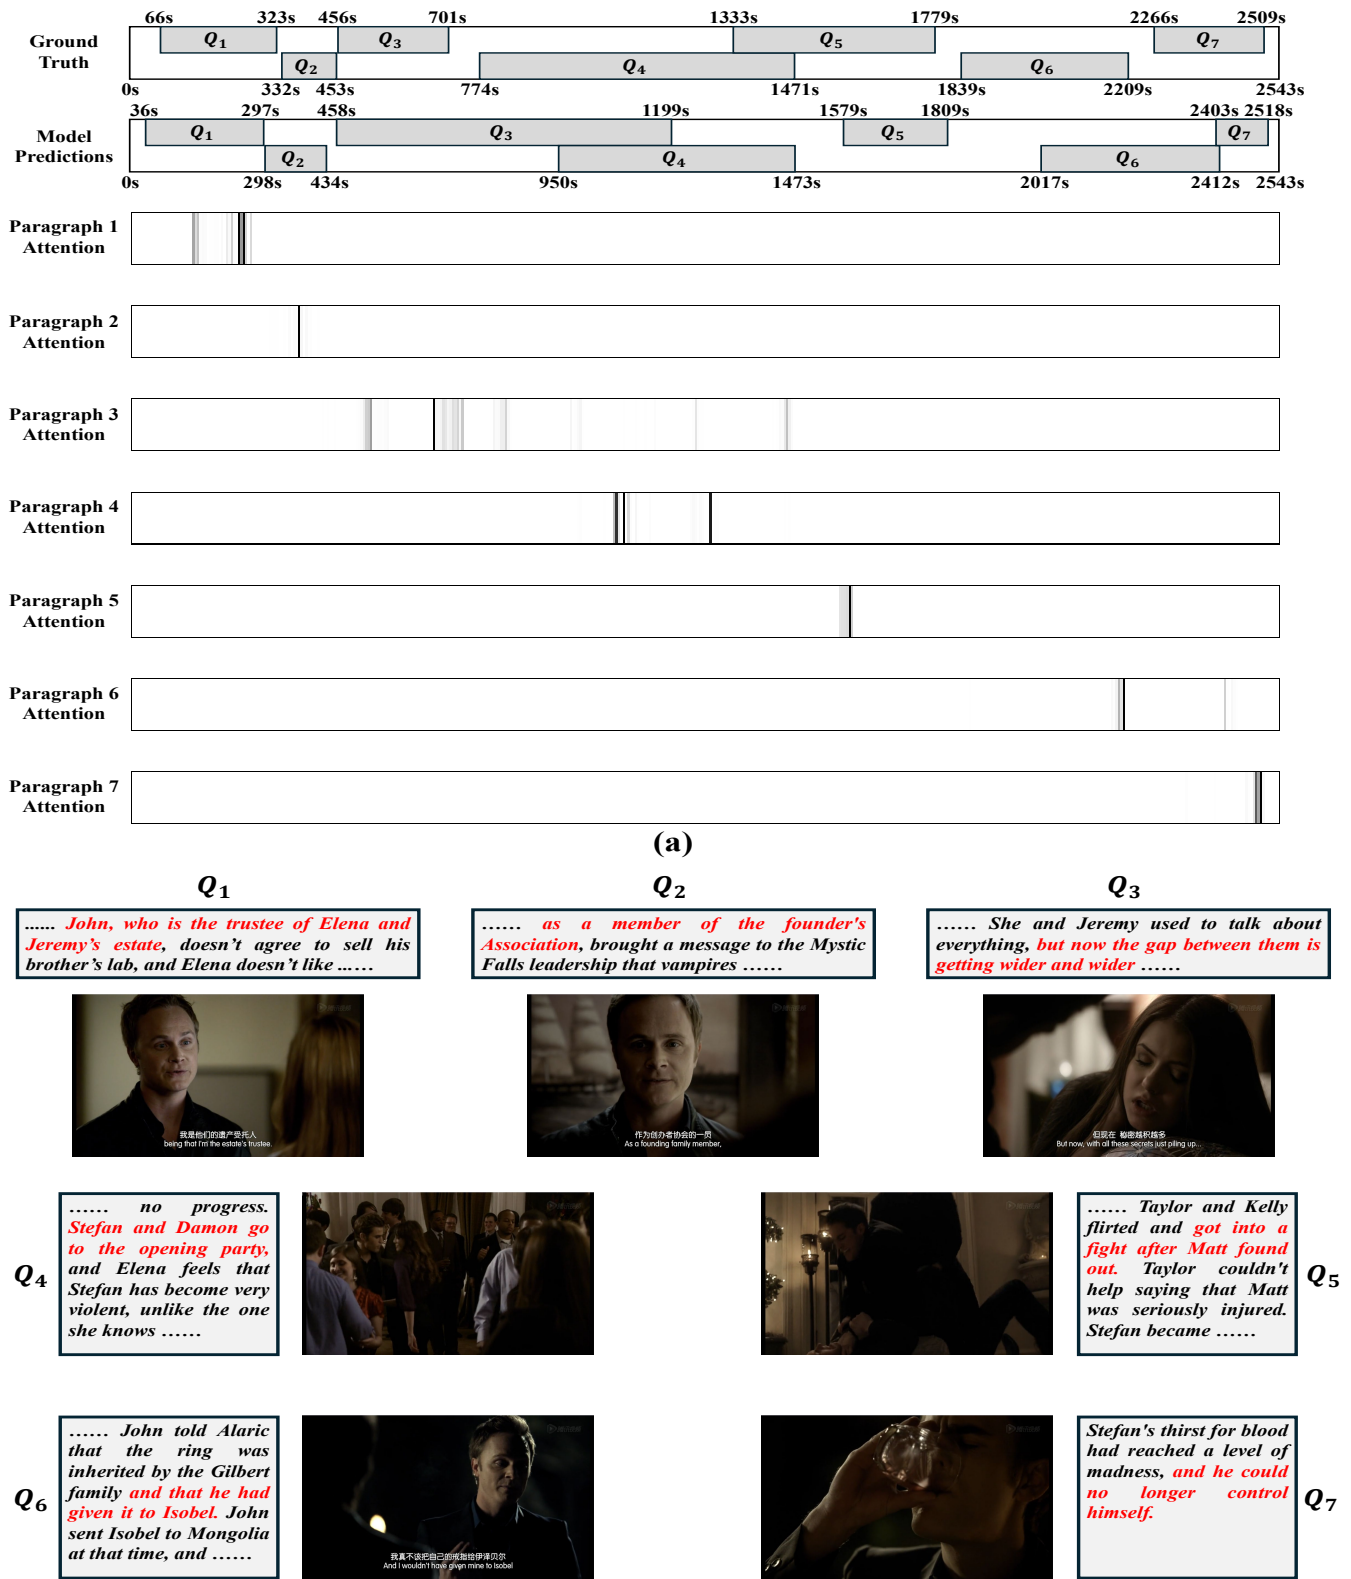 66s 323s 456s 701s 1333s 1779s 2266s 2509s
Ground Truth
Q1 Q3 Q5 Q7
Q2 Q4 Q6
0s 332s 453s 774s 1471s 1839s 2209s 2543s
36s 297s 458s 1199s 1579s 1809s 2403s 2518s
Model Predictions
Q1 Q3 Q5 Q7
Q2 Q4 Q6
0s 298s 434s 950s 1473s 2017s 2412s 2543s
Paragraph 1
Attention
Paragraph 2
Attention
Paragraph 3
Attention
Paragraph 4
Attention
Paragraph 5
Attention
Paragraph 6
Attention
Paragraph 7
Attention
(a)
Q1
...... John, who is the trustee of Elena and
Jeremy's estate, doesn't agree to sell his
brother's lab, and Elena doesn't like ...…
我是他们的遗产受托人
being that I'm the estate's trustee.
Q2
…… as a member of the founder's
Association, brought a message to the Mystic
Falls leadership that vampires ……
作为创办者协会的一员
As a founding family member,
Q3
…… She and Jeremy used to talk about
everything, but now the gap between them is
getting wider and wider ……
但现在 秘密越积越多
But now, with all these secrets just piling up...
Q4
…… no progress.
Stefan and Damon go
to the opening party,
and Elena feels that
Stefan has become very
violent, unlike the one
she knows ……
Q5
…… Taylor and Kelly
flirted and got into a
fight after Matt found
out. Taylor couldn't
help saying that Matt
was seriously injured.
Stefan became ……
Q6
…… John told Alaric
that the ring was
inherited by the Gilbert
family and that he had
given it to Isobel. John
sent Isobel to Mongolia
at that time, and ……
我真不该把自己的戒指给伊泽贝尔
And I wouldn't have given mine to Isobel
Q7
Stefan's thirst for blood
had reached a level of
madness, and he could
no longer control
himself.